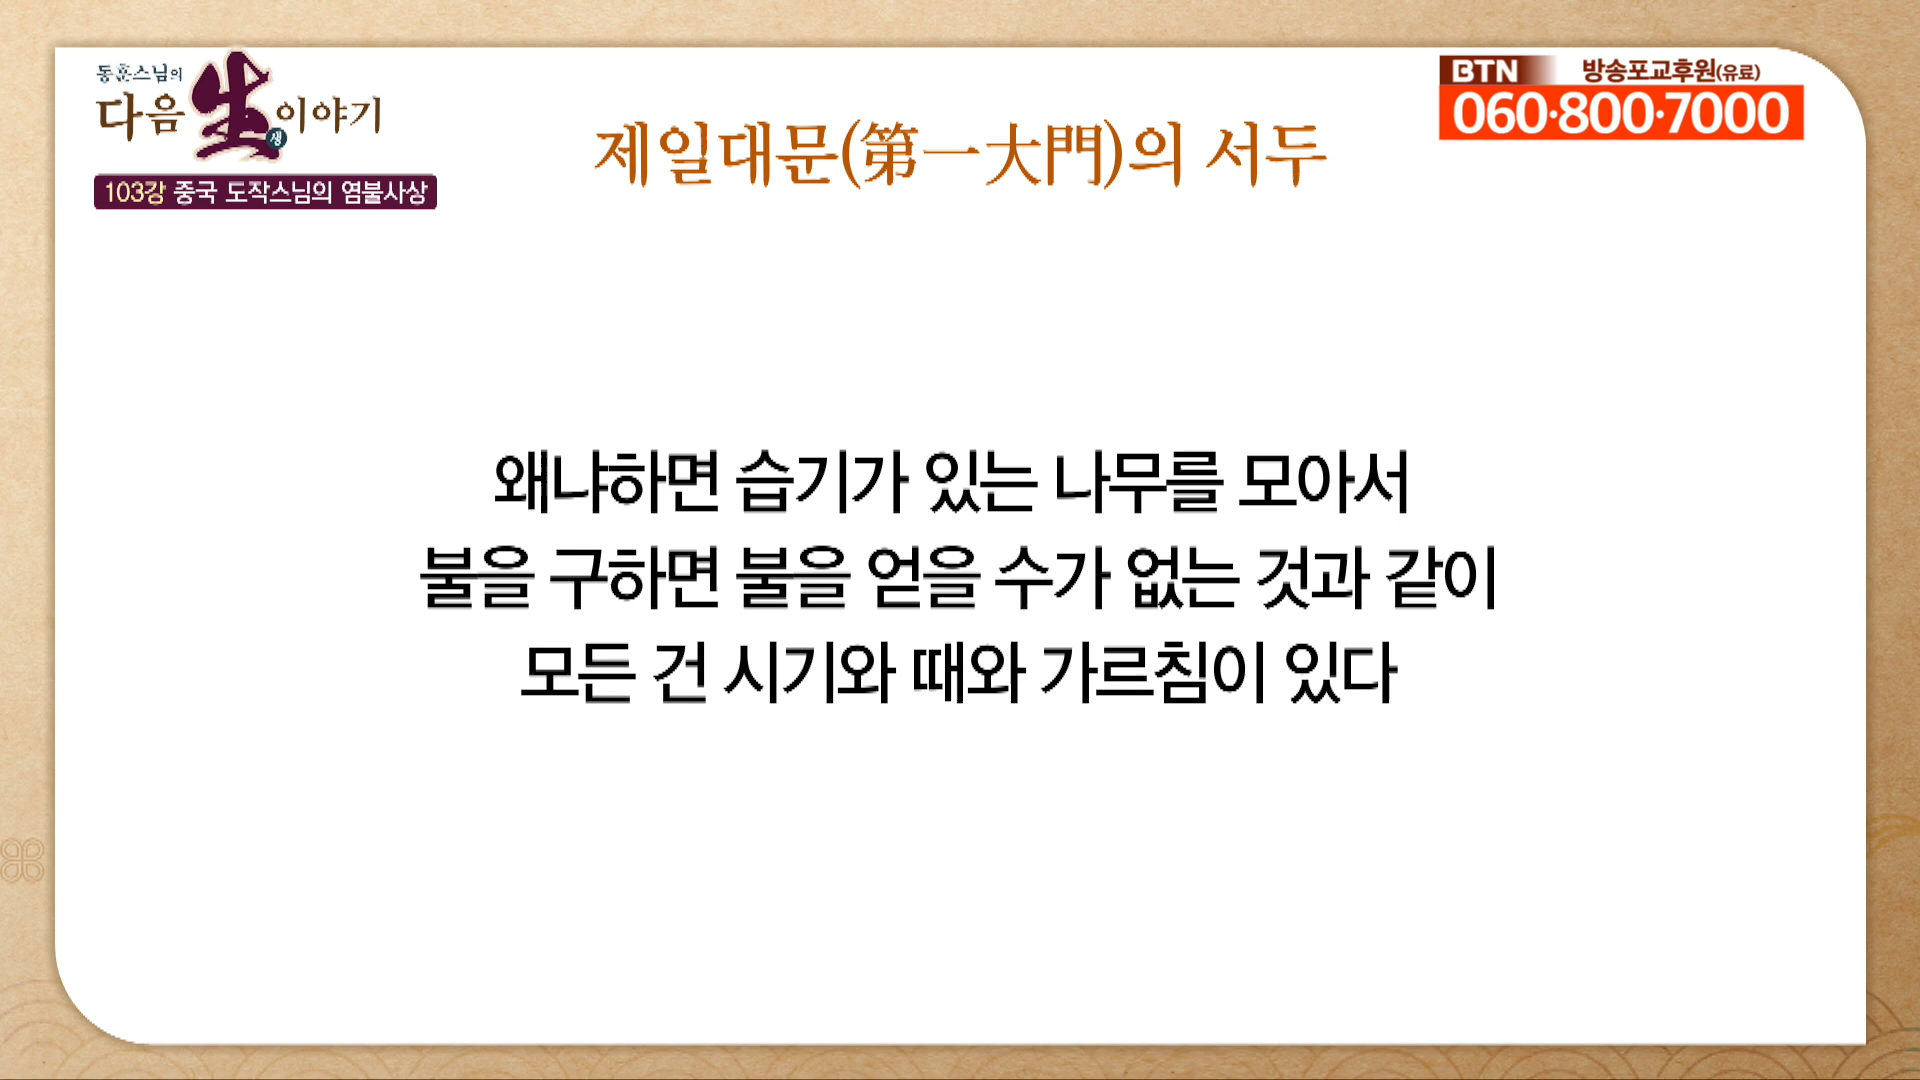 동훈스님의
다음 生 생 이야기
103강 중국 도작스님의 염불사상
BTN 방송포교후원(유료)
060·800·7000
제일대문(第一大門)의 서두
왜냐하면 습기가 있는 나무를 모아서
불을 구하면 불을 얻을 수가 없는 것과 같이
모든 건 시기와 때와 가르침이 있다